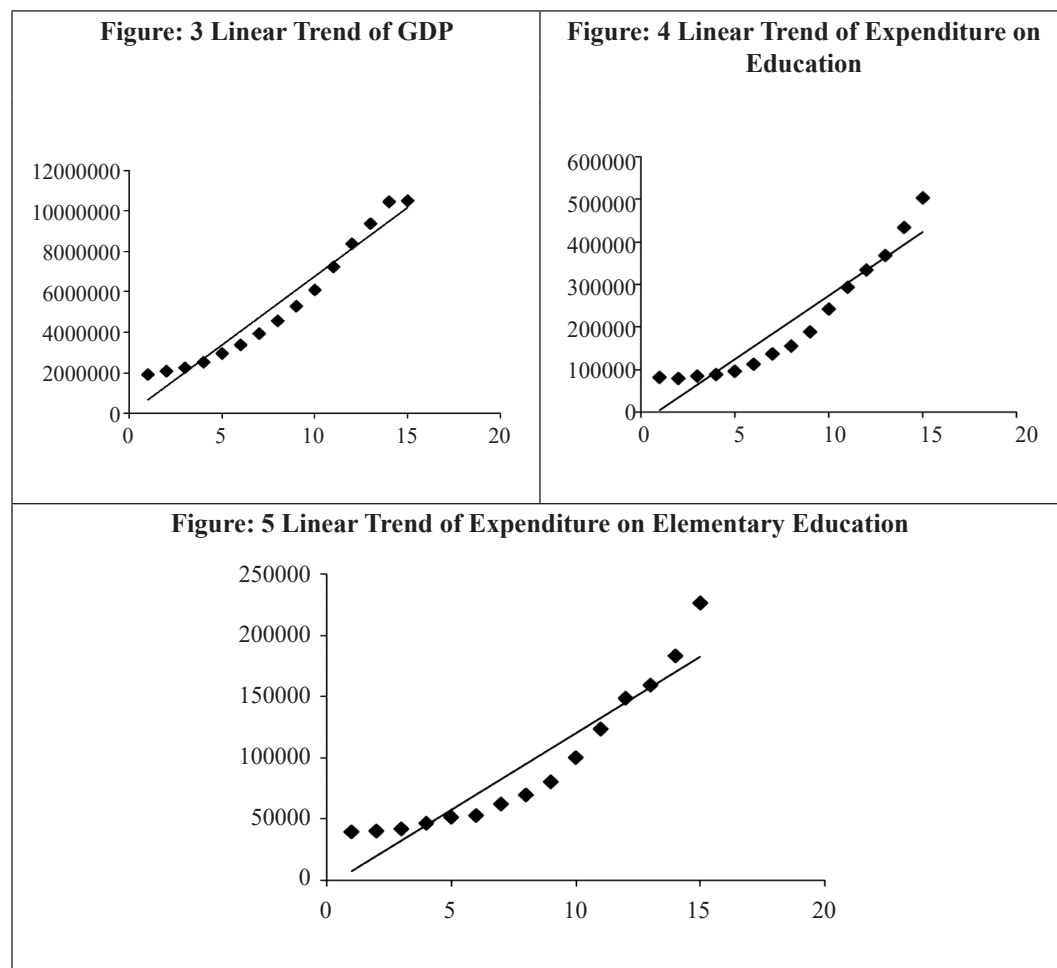 Figure: 3 Linear Trend of GDP
12000000
10000000
8000000
6000000
4000000
2000000
0
0 5 10 15 20
Figure: 4 Linear Trend of Expenditure on
Education
600000
500000
400000
300000
200000
100000
0
0 5 10 15 20
Figure: 5 Linear Trend of Expenditure on Elementary Education
250000
200000
150000
100000
50000
0
0 5 10 15 20